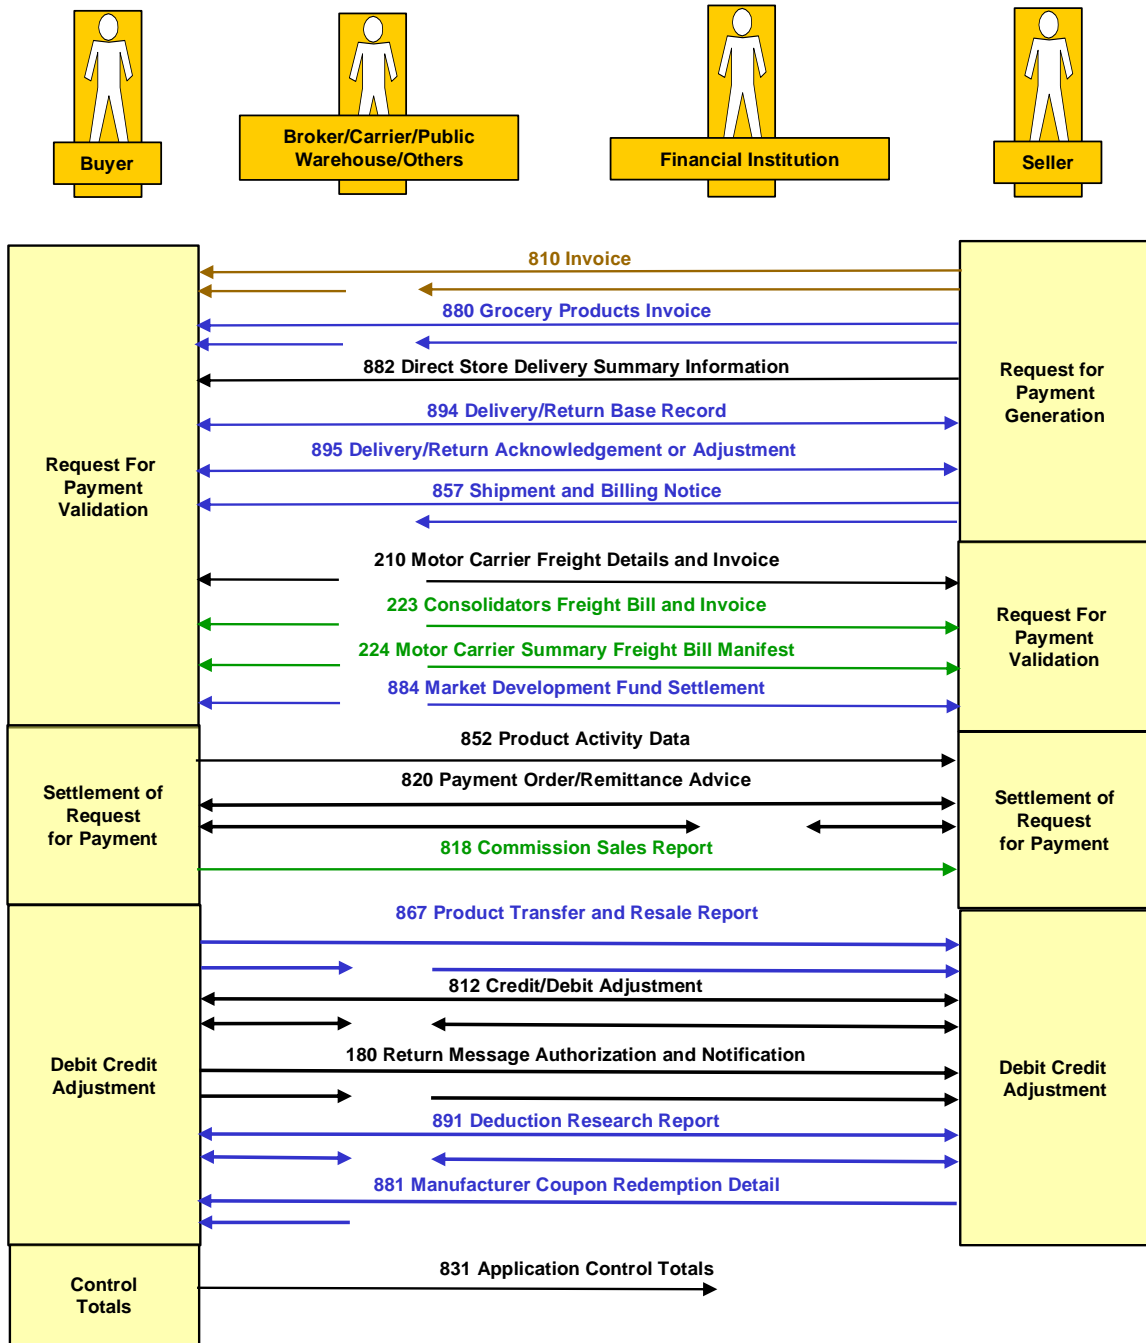 Buyer
Broker/Carrier/Public
Warehouse/Others
Financial Institution
Seller
810 Invoice
880 Grocery Products Invoice
882 Direct Store Delivery Summary Information
894 Delivery/Return Base Record
895 Delivery/Return Acknowledgement or Adjustment
857 Shipment and Billing Notice
Request For
Payment
Validation
Request for
Payment
Generation
210 Motor Carrier Freight Details and Invoice
223 Consolidators Freight Bill and Invoice
224 Motor Carrier Summary Freight Bill Manifest
884 Market Development Fund Settlement
Request For
Payment
Validation
852 Product Activity Data
820 Payment Order/Remittance Advice
818 Commission Sales Report
Settlement of
Request
for Payment
Settlement of
Request
for Payment
867 Product Transfer and Resale Report
812 Credit/Debit Adjustment
180 Return Message Authorization and Notification
891 Deduction Research Report
881 Manufacturer Coupon Redemption Detail
Debit Credit
Adjustment
Debit Credit
Adjustment
831 Application Control Totals
Control
Totals